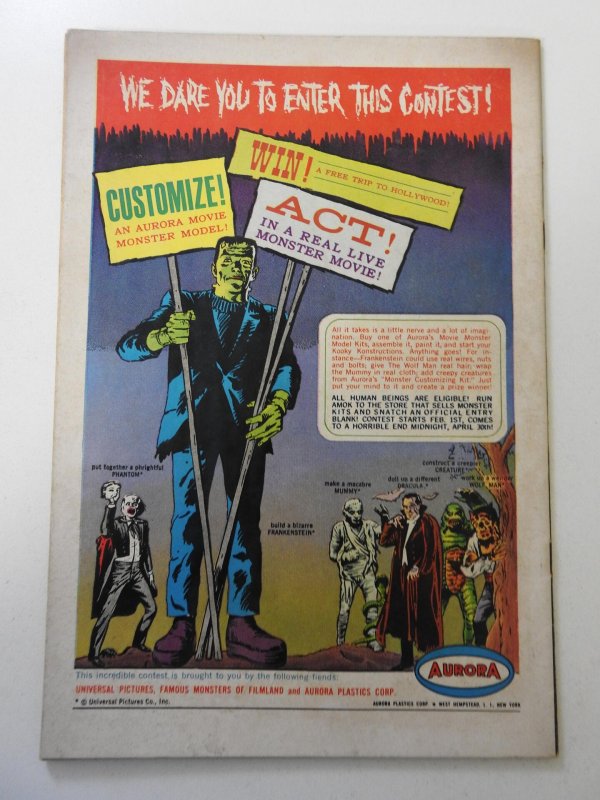 WE DARE YOU TO ENTER THIS CONTEST!
WIN! A FREE TRIP TO HOLLYWOOD!
CUSTOMIZE!
AN AURORA MOVIE
MONSTER MODEL!
ACT!
IN A REAL LIVE
MONSTER MOVIE!
All it takes is a little nerve and a lot of imagi-
nation. Buy one of Aurora's Movie Monster
Model Kits, assemble it, paint it, and start your
Kooky Konstructions. Anything goes! For in-
stance—Frankenstein could use real wires, nuts
and bolts; give The Wolf Man real hair; wrap
the Mummy in real cloth; add creepy creatures
from Aurora's "Monster Customizing Kit." Just
put your mind to it and create a prize winner!
ALL HUMAN BEINGS ARE ELIGIBLE! RUN
AMOK TO THE STORE THAT SELLS MONSTER
KITS AND SNATCH AN OFFICIAL ENTRY
BLANK! CONTEST STARTS FEB. 1ST, COMES
TO A HORRIBLE END MIDNIGHT, APRIL 30th!
put together a phrightful
PHANTOM*
build a bizarre
FRANKENSTEIN*
make a macabre
MUMMY*
doll up a different
DRACULA*
construct a creepier
CREATURE*
work up a weirder
WOLF MAN*
AURORA
This incredible contest is brought to you by the following fiends:
UNIVERSAL PICTURES, FAMOUS MONSTERS OF FILMLAND and AURORA PLASTICS CORP.
* © Universal Pictures Co., Inc.
AURORA PLASTICS CORP. • WEST HEMPSTEAD, L. I., NEW YORK